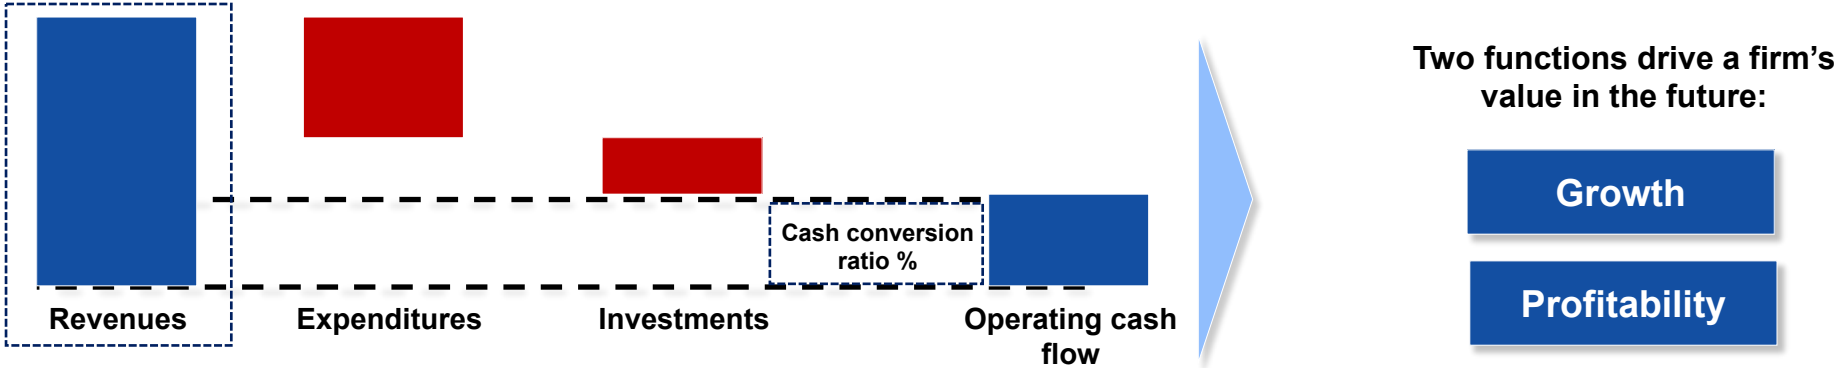 Two functions drive a firm’s
value in the future:
Growth
Cash conversion
ratio %
Profitability
Revenues
Expenditures
Investments
Operating cash
flow